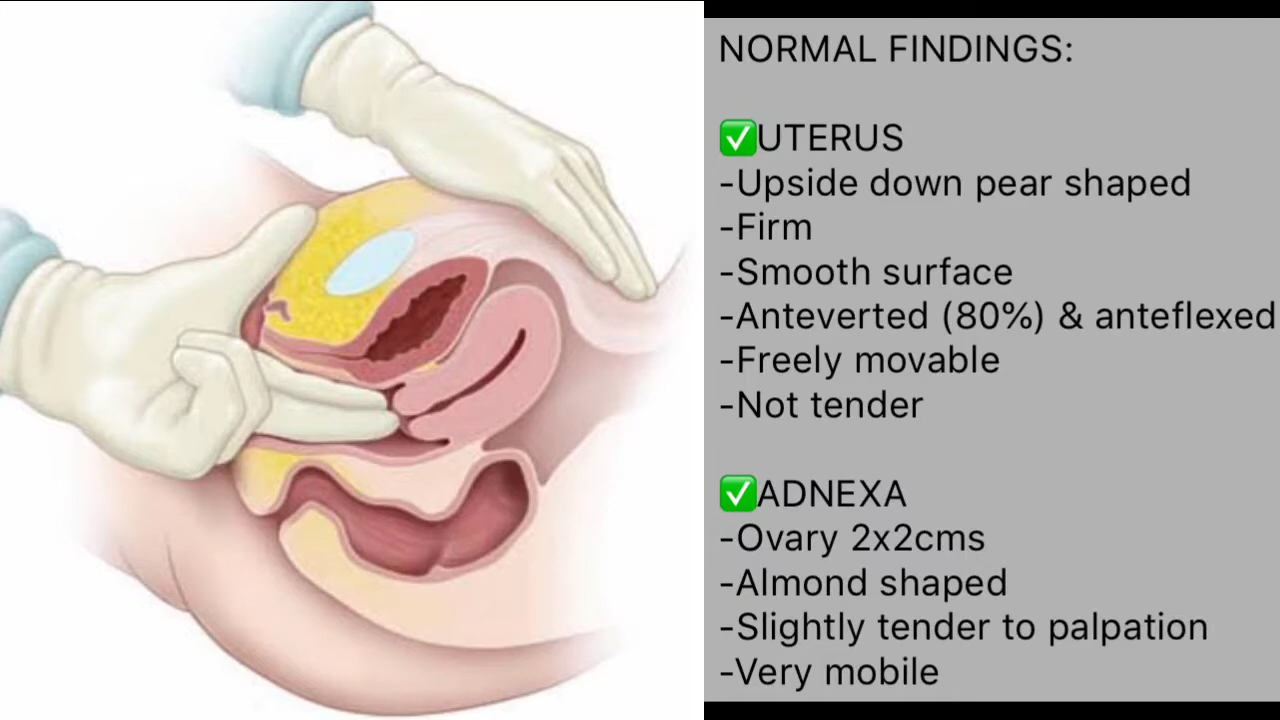 NORMAL FINDINGS:
✅UTERUS
-Upside down pear shaped
-Firm
-Smooth surface
-Anteverted (80%) & anteflexed
-Freely movable
-Not tender
✅ADNEXA
-Ovary 2x2cms
-Almond shaped
-Slightly tender to palpation
-Very mobile